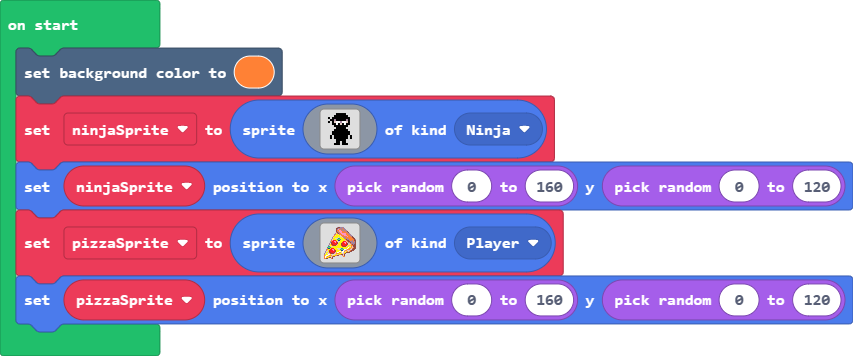 on start
set background color to
set ninjaSprite to sprite of kind Ninja
set ninjaSprite position to x pick random 0 to 160 y pick random 0 to 120
set pizzaSprite to sprite of kind Player
set pizzaSprite position to x pick random 0 to 160 y pick random 0 to 120